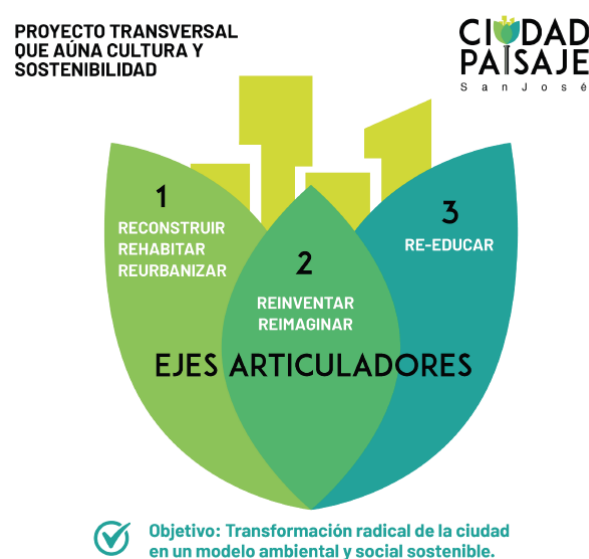 PROYECTO TRANSVERSAL
QUE AÚNA CULTURA Y
SOSTENIBILIDAD
CIUDAD
PAISAJE
San José
1
RECONSTRUIR
REHABITAR
REURBANIZAR
2
REINVENTAR
REIMAGINAR
3
RE-EDUCAR
EJES ARTICULADORES
Objetivo: Transformación radical de la ciudad
en un modelo ambiental y social sostenible.